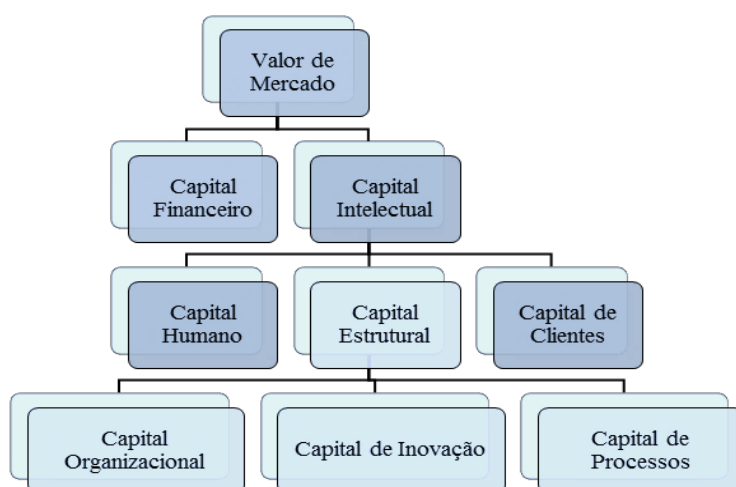 Valor de
Mercado
Capital
Financeiro
Capital
Intelectual
Capital
Humano
Capital
Estrutural
Capital de
Clientes
Capital
Organizacional
Capital de Inovação
Capital de
Processos